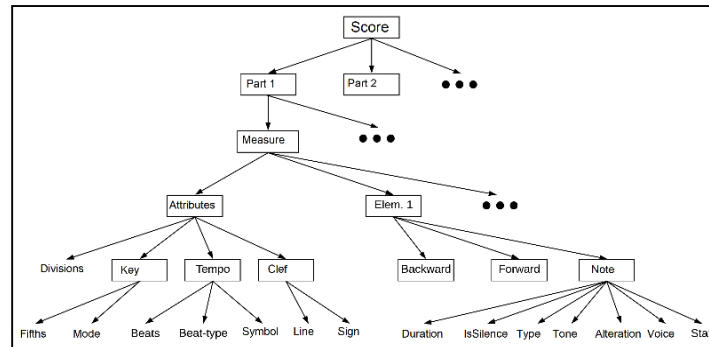 Score
Part 1 Part 2
Measure
Attributes Elem. 1
Divisions Key Tempo Clef Backward Forward Note
Fifths Mode Beats Beat-type Symbol Line Sign Duration IsSilence Type Tone Alteration Voice